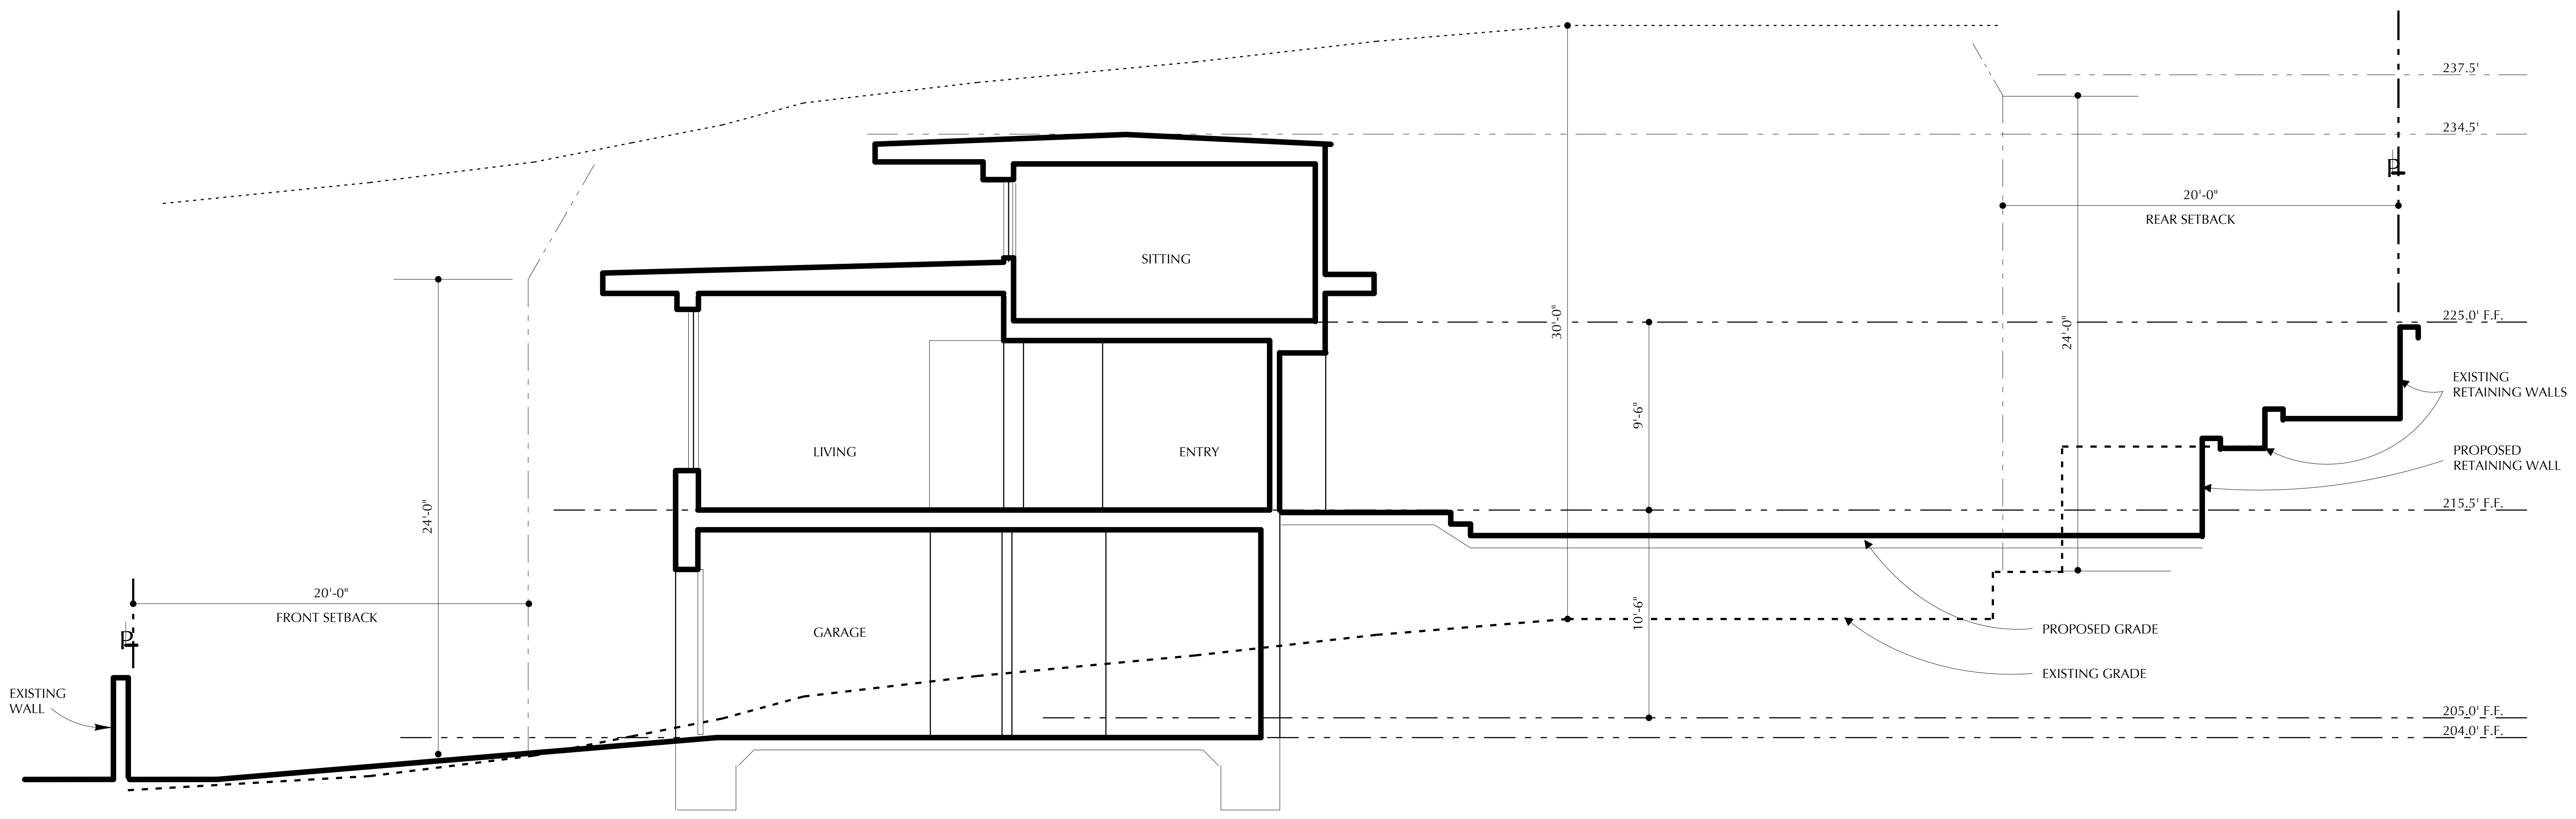 237.5'
234.5'
PL
20'-0"
REAR SETBACK
SITTING
30'-0"
24'-0"
225.0' F.F.
EXISTING
RETAINING WALLS
9'-6"
LIVING
ENTRY
PROPOSED
RETAINING WALL
24'-0"
215.5' F.F.
20'-0"
FRONT SETBACK
10'-6"
GARAGE
PROPOSED GRADE
PL
EXISTING GRADE
EXISTING
WALL
205.0' F.F.
204.0' F.F.